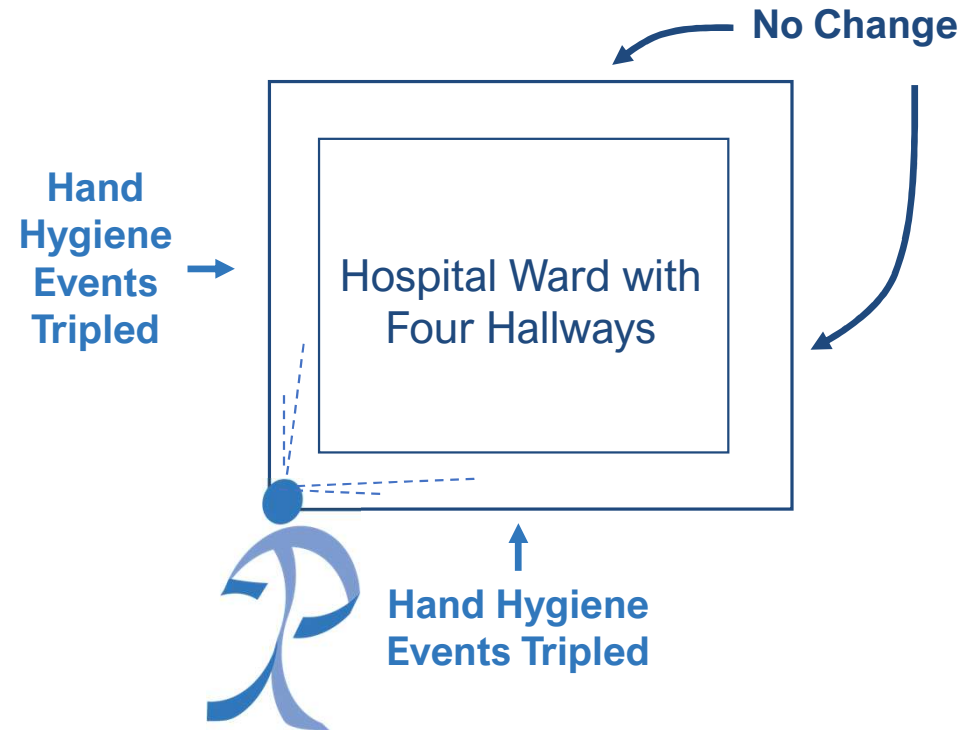 No Change
Hand
Hygiene
Events
Tripled
Hospital Ward with
Four Hallways
Hand Hygiene
Events Tripled